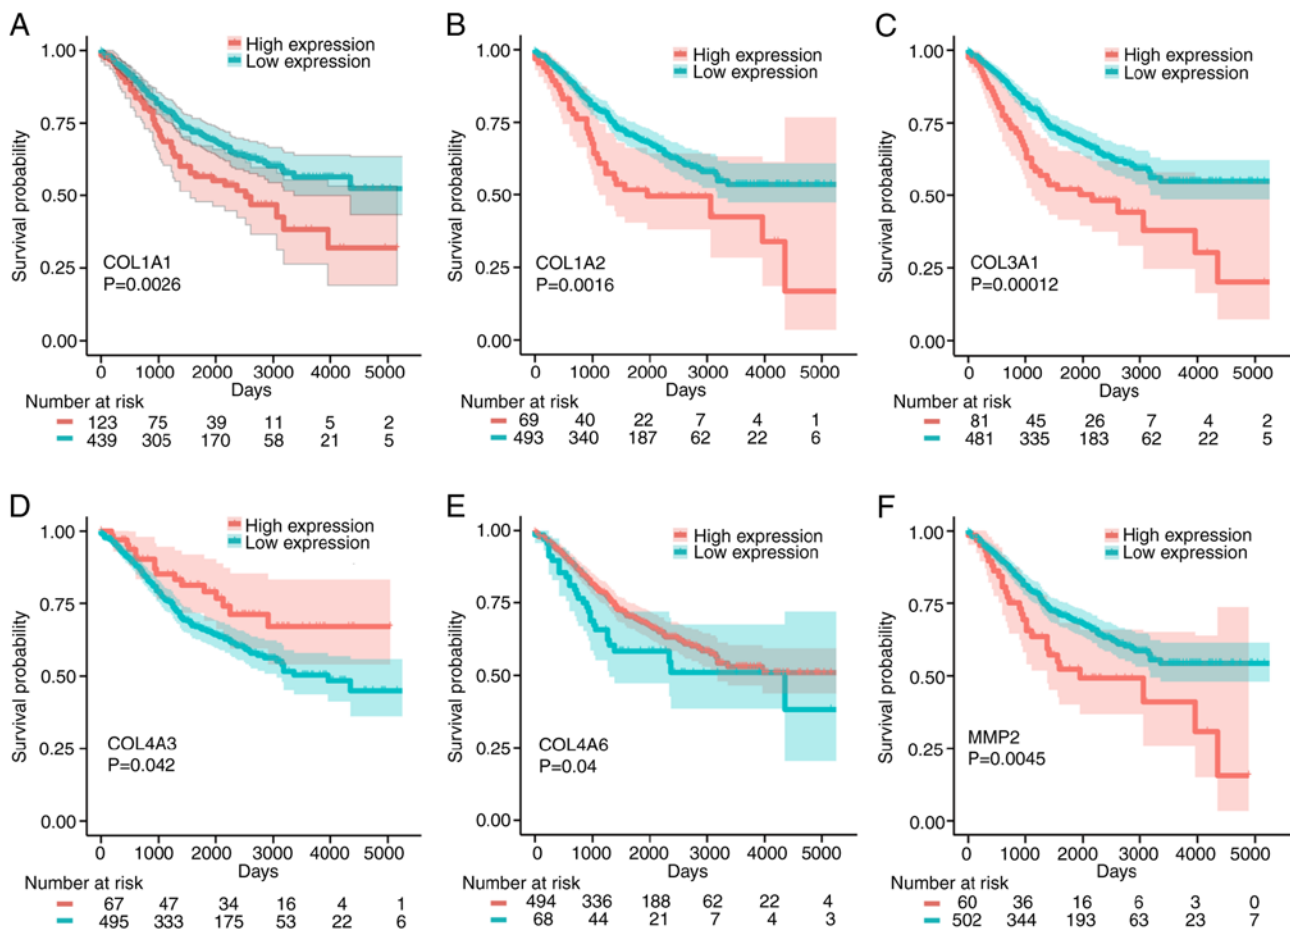 A
High expression
Low expression
1.00
0.75
0.50
0.25
0.00
Survival probability
COL1A1
P=0.0026
0 1000 2000 3000 4000 5000
Days
Number at risk
123 75 39 11 5 2
439 305 170 58 21 5
B
High expression
Low expression
1.00
0.75
0.50
0.25
0.00
Survival probability
COL1A2
P=0.0016
0 1000 2000 3000 4000 5000
Days
Number at risk
69 40 22 7 4 1
493 340 187 62 22 6
C
High expression
Low expression
1.00
0.75
0.50
0.25
0.00
Survival probability
COL3A1
P=0.00012
0 1000 2000 3000 4000 5000
Days
Number at risk
81 45 26 7 4 2
481 335 183 62 22 5
D
High expression
Low expression
1.00
0.75
0.50
0.25
0.00
Survival probability
COL4A3
P=0.042
0 1000 2000 3000 4000 5000
Days
Number at risk
67 47 34 16 4 1
495 333 175 53 22 6
E
High expression
Low expression
1.00
0.75
0.50
0.25
0.00
Survival probability
COL4A6
P=0.04
0 1000 2000 3000 4000 5000
Days
Number at risk
494 336 188 62 22 4
68 44 21 7 4 3
F
High expression
Low expression
1.00
0.75
0.50
0.25
0.00
Survival probability
MMP2
P=0.0045
0 1000 2000 3000 4000 5000
Days
Number at risk
60 36 16 6 3 0
502 344 193 63 23 7